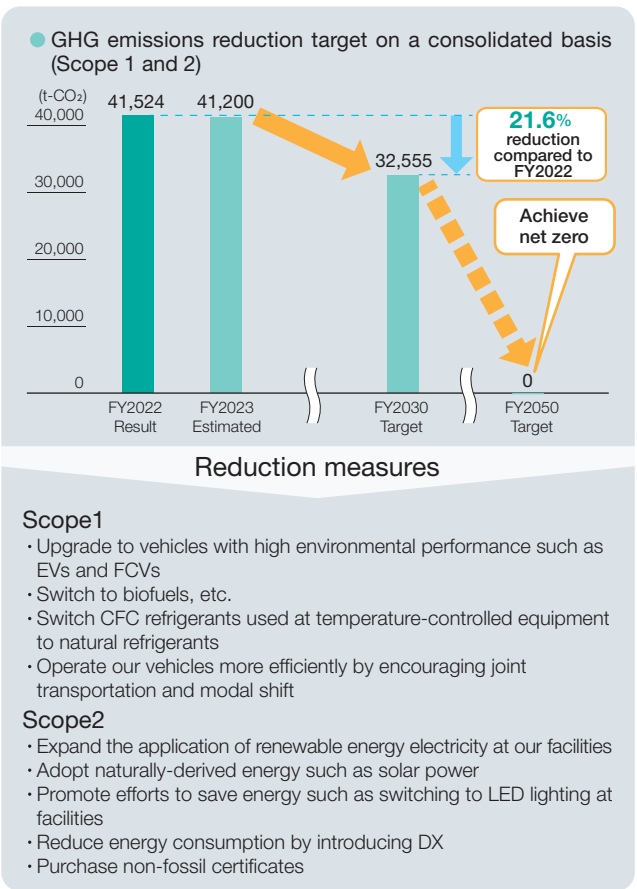 GHG emissions reduction target on a consolidated basis
(Scope 1 and 2)
(t-CO₂)
41,524
41,200
40,000
21.6%
reduction
compared to
FY2022
32,555
30,000
Achieve
net zero
20,000
10,000
0
0
FY2022
Result
FY2023
Estimated
FY2030
Target
FY2050
Target
Reduction measures
Scope1
・Upgrade to vehicles with high environmental performance such as
EVs and FCVs
・Switch to biofuels, etc.
・Switch CFC refrigerants used at temperature-controlled equipment
to natural refrigerants
・Operate our vehicles more efficiently by encouraging joint
transportation and modal shift
Scope2
・Expand the application of renewable energy electricity at our facilities
・Adopt naturally-derived energy such as solar power
・Promote efforts to save energy such as switching to LED lighting at
facilities
・Reduce energy consumption by introducing DX
・Purchase non-fossil certificates